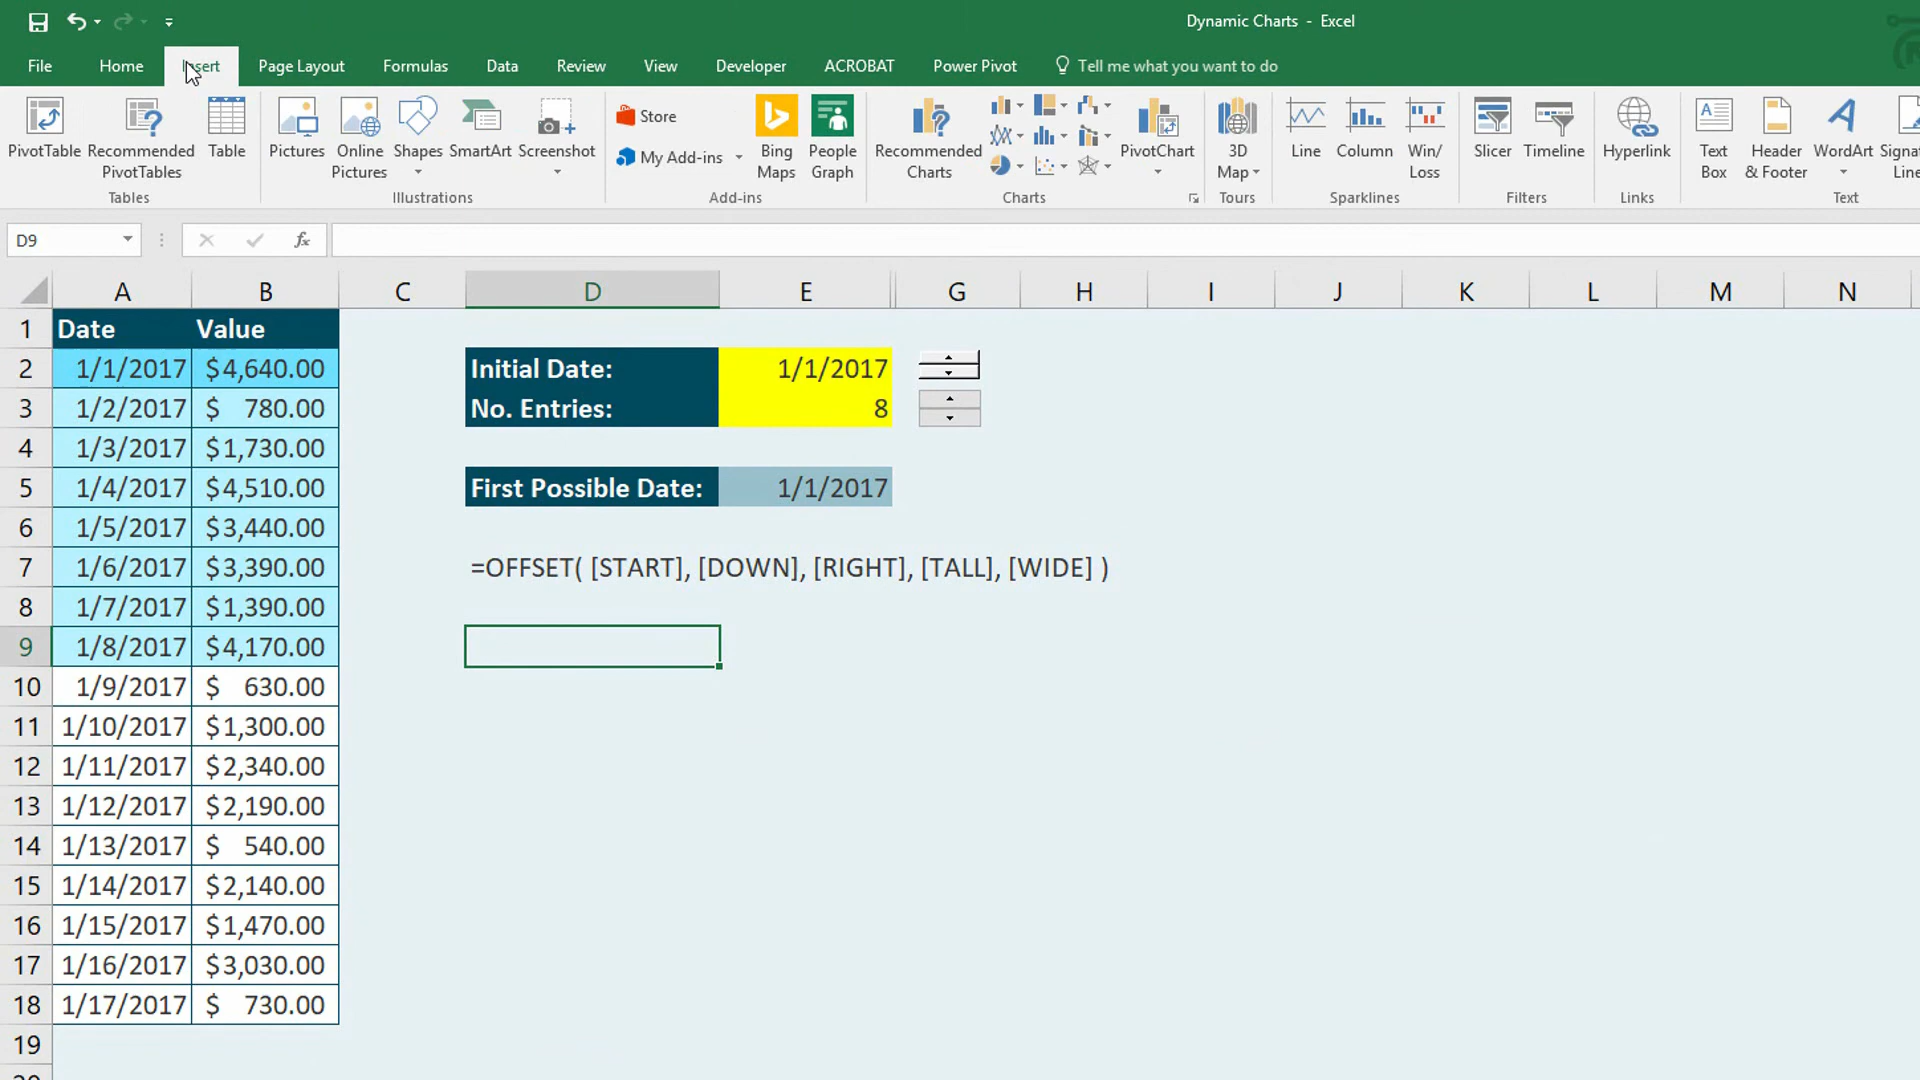 Dynamic Charts - Excel
File Home Insert Page Layout Formulas Data Review View Developer ACROBAT Power Pivot Tell me what you want to do
PivotTable Recommended PivotTables Table
Tables
Pictures Online Pictures Shapes SmartArt Screenshot
Illustrations
Store
My Add-ins
Bing Maps People Graph
Add-ins
Recommended Charts PivotChart
Charts
3D Map
Tours
Line Column Win/ Loss
Sparklines
Slicer Timeline
Filters
Hyperlink
Links
Text Box Header & Footer WordArt
Text
D9 fx
A B C D E G H I J K L M N
1 Date Value
2 1/1/2017 $4,640.00 Initial Date: 1/1/2017
3 1/2/2017 $ 780.00 No. Entries: 8
4 1/3/2017 $1,730.00
5 1/4/2017 $4,510.00 First Possible Date: 1/1/2017
6 1/5/2017 $3,440.00
7 1/6/2017 $3,390.00 =OFFSET( [START], [DOWN], [RIGHT], [TALL], [WIDE] )
8 1/7/2017 $1,390.00
9 1/8/2017 $4,170.00
10 1/9/2017 $ 630.00
11 1/10/2017 $1,300.00
12 1/11/2017 $2,340.00
13 1/12/2017 $2,190.00
14 1/13/2017 $ 540.00
15 1/14/2017 $2,140.00
16 1/15/2017 $1,470.00
17 1/16/2017 $3,030.00
18 1/17/2017 $ 730.00
19